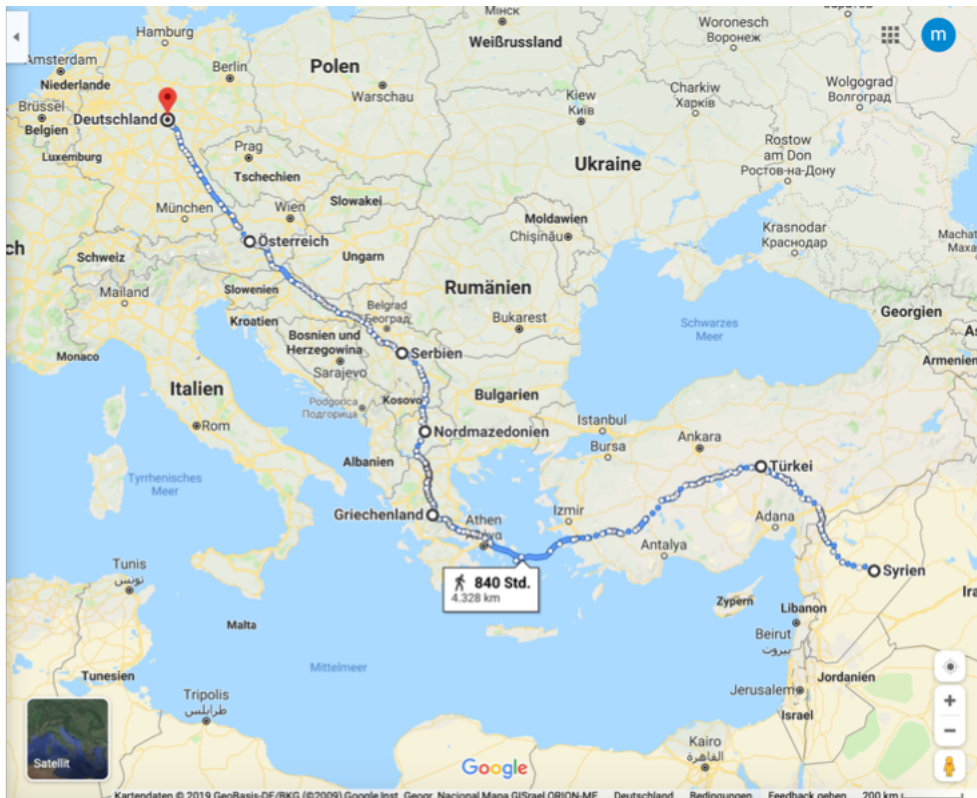 Hamburg
Amsterdam
Niederlande
Berlin
Polen
Warschau
Мінск
Weißrussland
Woronesch
Воронеж
m
Brüssel
Belgien
Deutschland
Luxemburg
Prag
Tschechien
Kiew
Київ
Charkiw
Харків
Wolgograd
Волгоград
Ukraine
Rostow
am Don
Ростов-на-Дону
München
Wien
Slowakei
Österreich
Ungarn
Moldawien
Chișinău
Krasnodar
Краснодар
ch
Schweiz
Mailand
Slowenien
Kroatien
Rumänien
Belgrad
Београд
Bukarest
Bosnien und
Herzegowina
Sarajevo
Serbien
Monaco
Schwarzes
Meer
Georgien
Armenien
Italien
Rom
Podgorica
Подгорица
Kosovo
Bulgarien
Nordmazedonien
Istanbul
Bursa
Ankara
Albanien
Türkei
Tyrrhenisches
Meer
Griechenland
Athen
Αθήνα
Izmir
Antalya
Adana
Syrien
840 Std.
4.328 km
Tunis
تونس
Malta
Zypern
Libanon
Beirut
بيروت
Mittelmeer
Tunesien
Tripolis
طرابلس
Jerusalem
Jordanien
Israel
Kairo
القاهرة
Satellit
Google
Kartendaten © 2019 GeoBasis-DE/BKG (©2009) Google Inst. Geogr. Nacional Mapa GISrael ORION-ME Deutschland Bedingungen Feedback geben 200 km